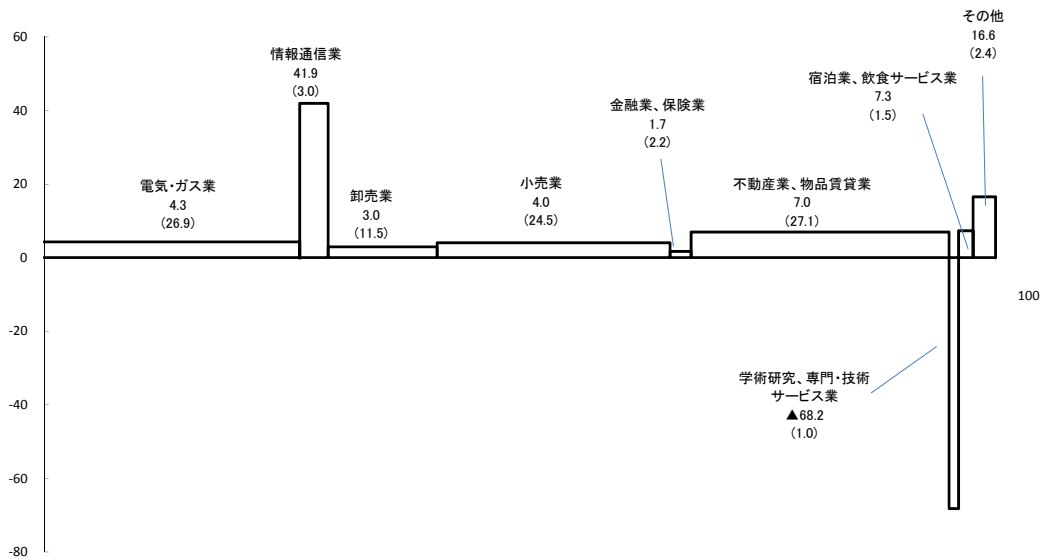 60
40
20
0
-20
-40
-60
-80
電気・ガス業
4.3
(26.9)
情報通信業
41.9
(3.0)
卸売業
3.0
(11.5)
小売業
4.0
(24.5)
金融業、保険業
1.7
(2.2)
不動産業、物品賃貸業
7.0
(27.1)
学術研究、専門・技術
サービス業
▲68.2
(1.0)
宿泊業、飲食サービス業
7.3
(1.5)
その他
16.6
(2.4)
100